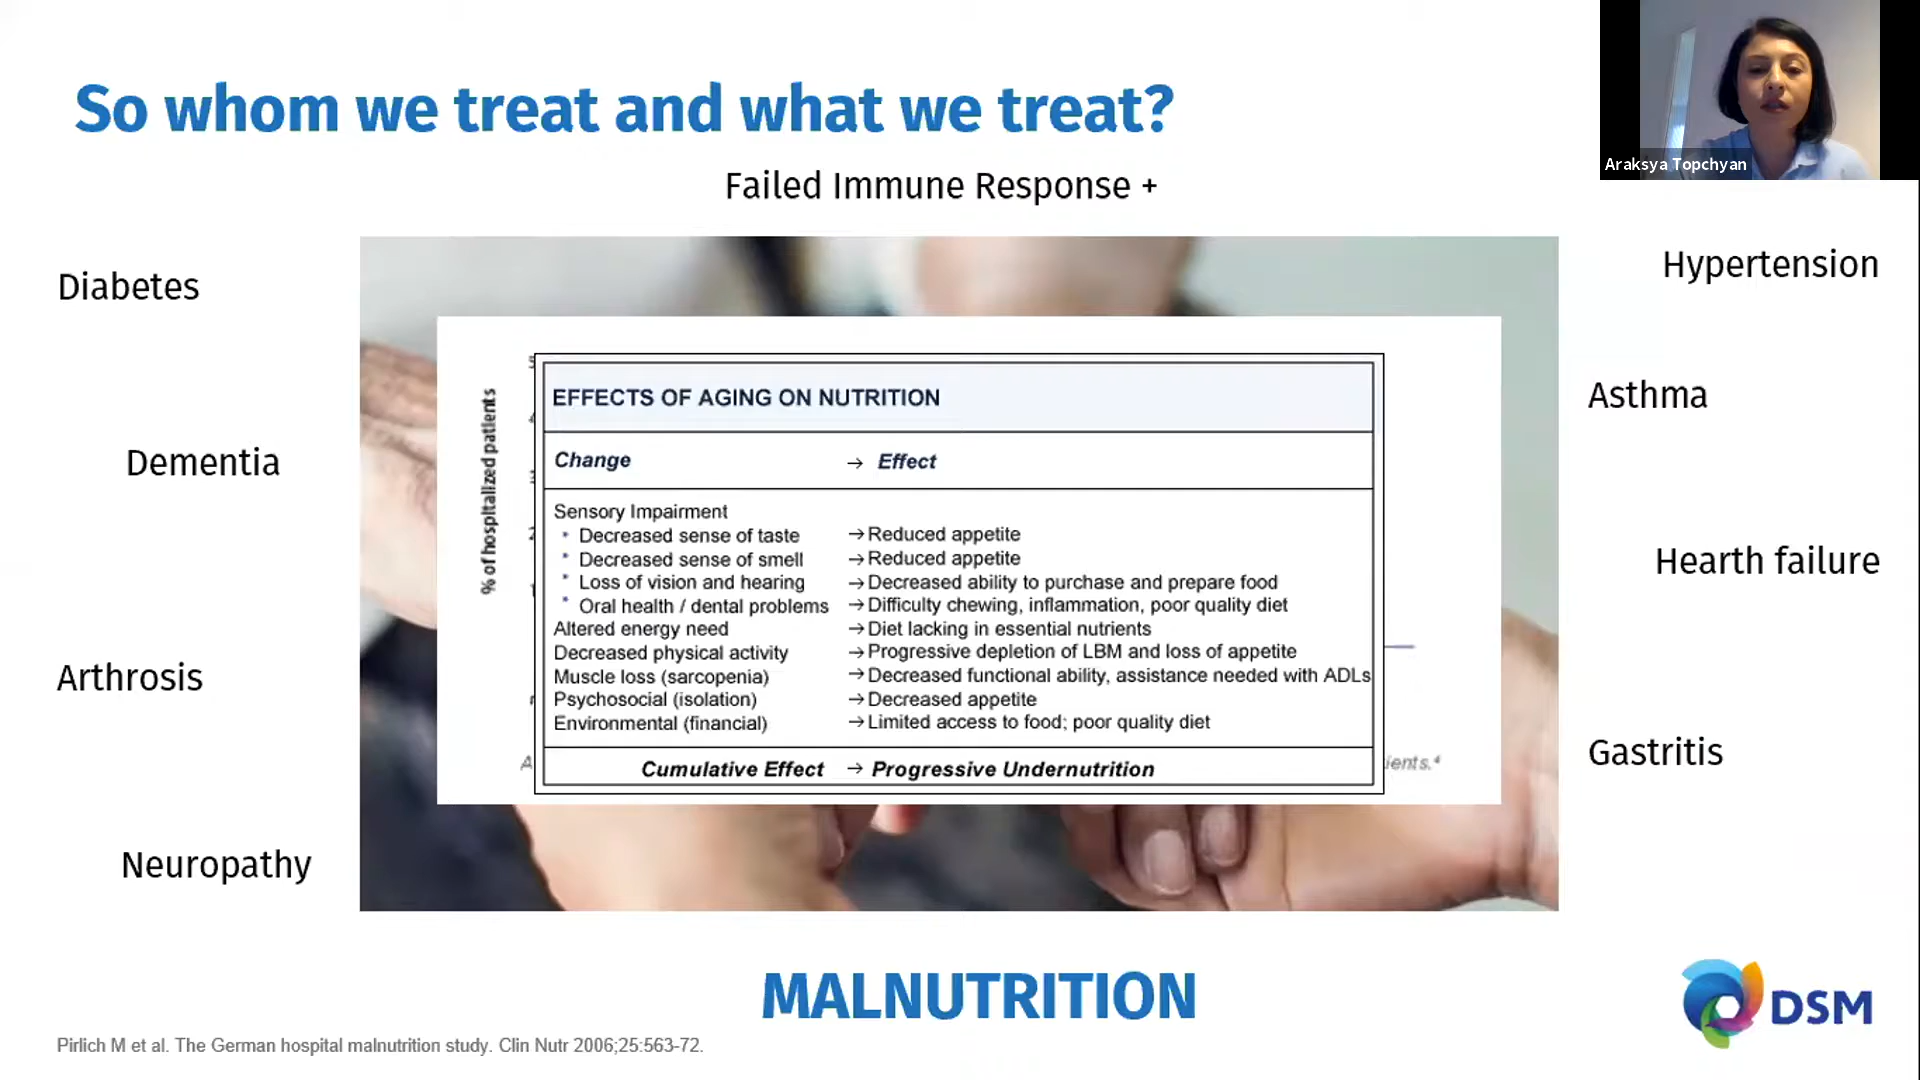 So whom we treat and what we treat?
Araksya Topchyan
Failed Immune Response +
Diabetes
Hypertension
Asthma
Dementia
Hearth failure
Arthrosis
Gastritis
Neuropathy
% of hospitalized patients
EFFECTS OF AGING ON NUTRITION
Change → Effect
Sensory Impairment
* Decreased sense of taste → Reduced appetite
* Decreased sense of smell → Reduced appetite
* Loss of vision and hearing → Decreased ability to purchase and prepare food
* Oral health / dental problems → Difficulty chewing, inflammation, poor quality diet
Altered energy need → Diet lacking in essential nutrients
Decreased physical activity → Progressive depletion of LBM and loss of appetite
Muscle loss (sarcopenia) → Decreased functional ability, assistance needed with ADLs
Psychosocial (isolation) → Decreased appetite
Environmental (financial) → Limited access to food; poor quality diet
Cumulative Effect → Progressive Undernutrition
MALNUTRITION
DSM
Pirlich M et al. The German hospital malnutrition study. Clin Nutr 2006;25:563-72.